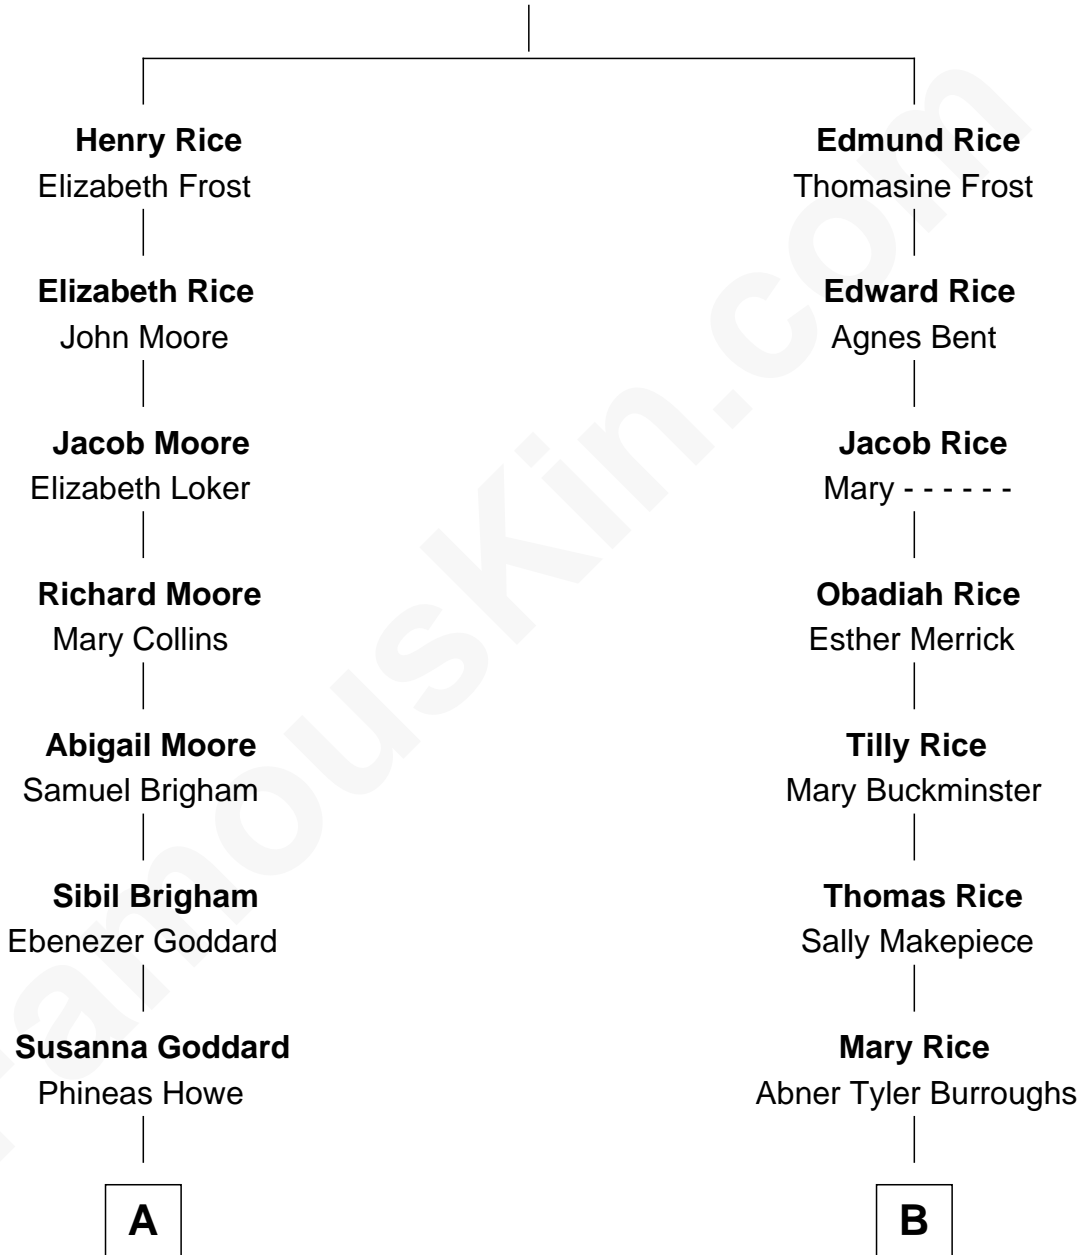 Henry Rice
Elizabeth Frost
Elizabeth Rice
John Moore
Jacob Moore
Elizabeth Loker
Richard Moore
Mary Collins
Abigail Moore
Samuel Brigham
Sibil Brigham
Ebenezer Goddard
Susanna Goddard
Phineas Howe
A
Edmund Rice
Thomasine Frost
Edward Rice
Agnes Bent
Jacob Rice
Mary - - - - - -
Obadiah Rice
Esther Merrick
Tilly Rice
Mary Buckminster
Thomas Rice
Sally Makepiece
Mary Rice
Abner Tyler Burroughs
B
FamousKin.com